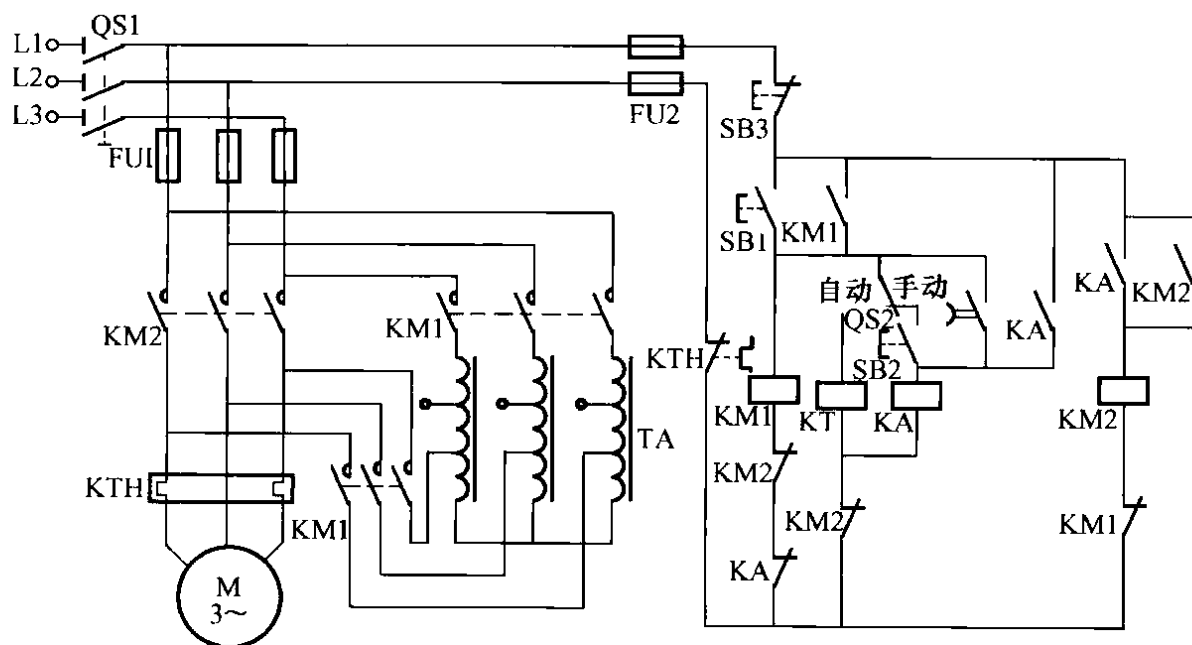 QS1
L1
L2
L3
FU1
FU2
SB3
SB1
KM1
KA
KM2
自动 手动
QS2
KM2
KM1
KTH
SB2
KA
KM1
KT
KA
KM2
TA
KM2
KTH
KM1
KM2
KM1
KA
M
3～